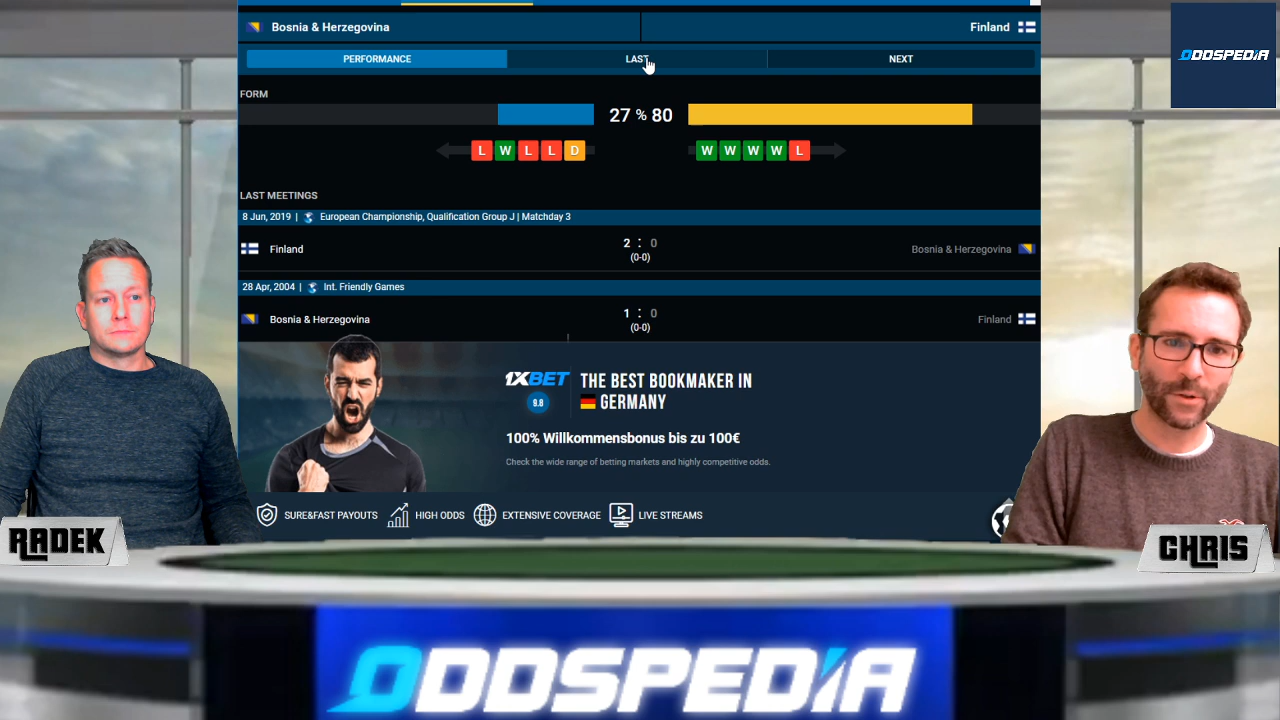 Bosnia & Herzegovina
Finland
ODDSPEDIA
PERFORMANCE
LAST
NEXT
FORM
27 % 80
L W L L D
W W W W L
LAST MEETINGS
8 Jun, 2019 | European Championship, Qualification Group J | Matchday 3
Finland
2 : 0
(0-0)
Bosnia & Herzegovina
28 Apr, 2004 | Int. Friendly Games
Bosnia & Herzegovina
1 : 0
(0-0)
Finland
1XBET
9.8
THE BEST BOOKMAKER IN
GERMANY
100% Willkommensbonus bis zu 100€
Check the wide range of betting markets and highly competitive odds.
SURE&FAST PAYOUTS
HIGH ODDS
EXTENSIVE COVERAGE
LIVE STREAMS
RADEK
CHRIS
ODDSPEDIA